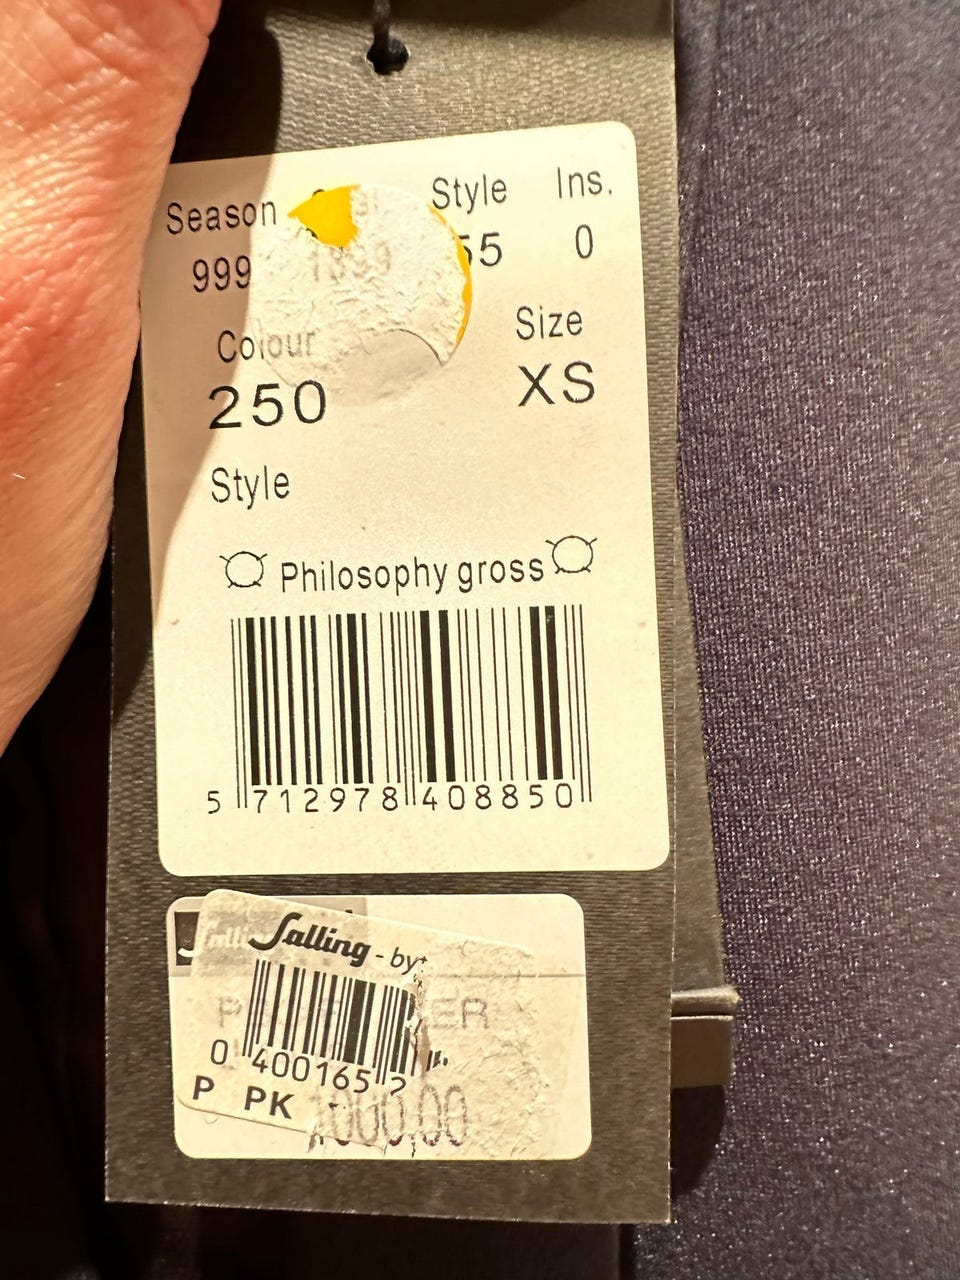 Season Style Ins.
999 55 0
Colour Size
250 XS
Style
Philosophy gross
5 712978 408850
Salling - by
0 400165 2
P PK